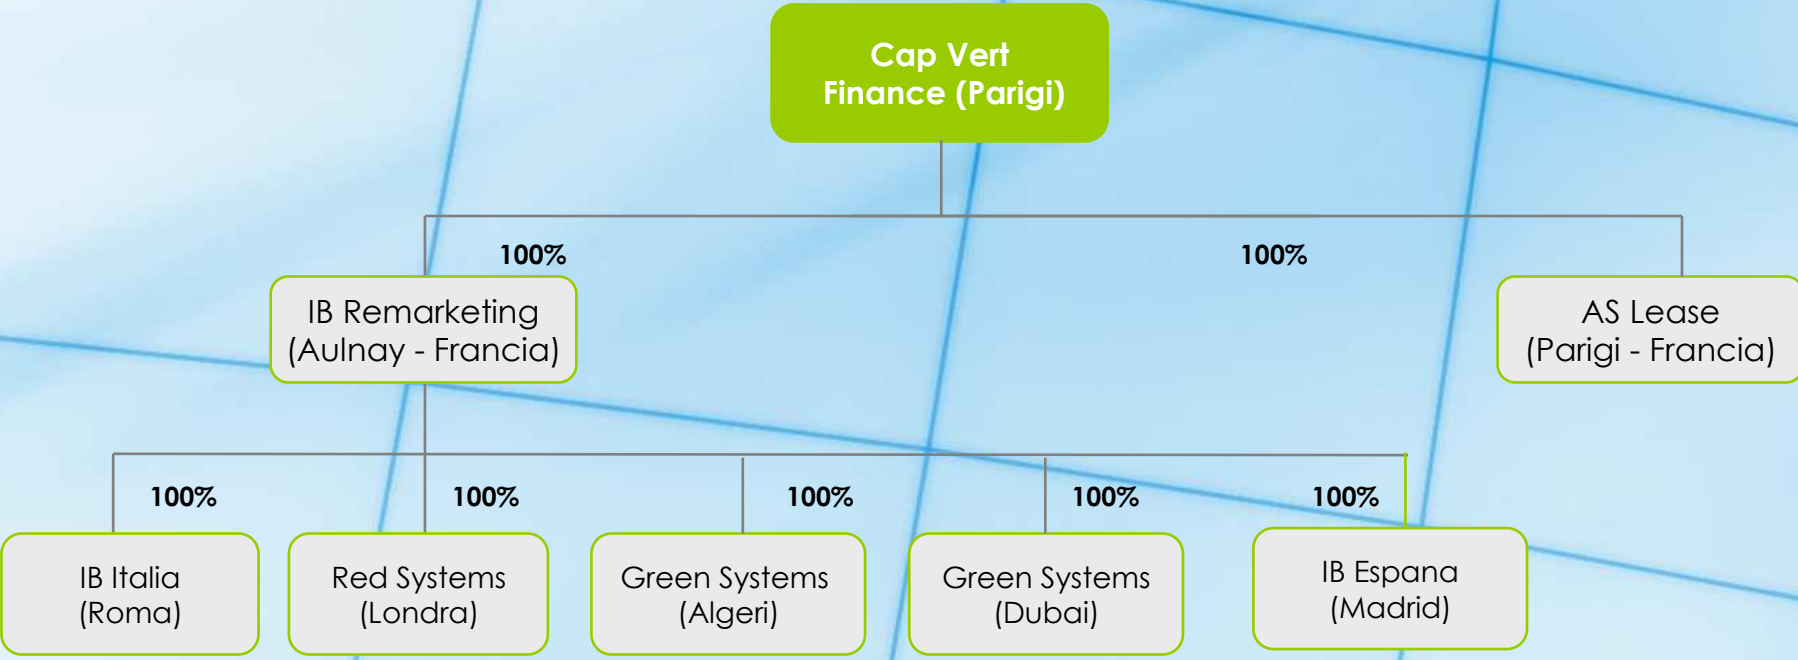 Cap Vert
Finance (Parigi)
100%
100%
IB Remarketing
(Aulnay - Francia)
AS Lease
(Parigi - Francia)
100%
100%
100%
100%
100%
IB Italia
(Roma)
Red Systems
(Londra)
Green Systems
(Algeri)
Green Systems
(Dubai)
IB Espana
(Madrid)